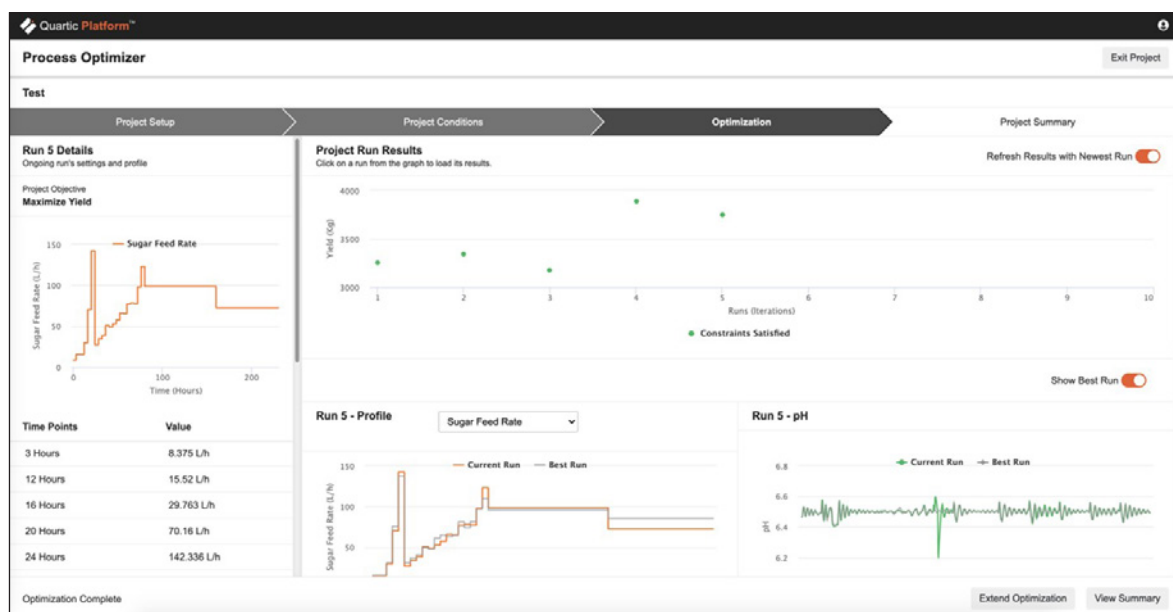 Quartic Platform™
Process Optimizer
Exit Project
Test
Project Setup
Project Conditions
Optimization
Project Summary
Run 5 Details
Ongoing run's settings and profile
Project Objective
Maximize Yield
Sugar Feed Rate
150
100
50
0
Sugar Feed Rate (L/h)
0 100 200
Time (Hours)
Time Points Value
3 Hours 8.375 L/h
12 Hours 15.52 L/h
16 Hours 29.763 L/h
20 Hours 70.16 L/h
24 Hours 142.336 L/h
Project Run Results
Click on a run from the graph to load its results.
Refresh Results with Newest Run
4000
3500
3000
Yield (Kg)
1 2 3 4 5 6 7 8 9 10
Runs (Iterations)
Constraints Satisfied
Show Best Run
Run 5 - Profile
Sugar Feed Rate
Current Run Best Run
150
100
50
Sugar Feed Rate (L/h)
Run 5 - pH
Current Run Best Run
6.8
6.6
6.4
6.2
pH
Optimization Complete
Extend Optimization
View Summary